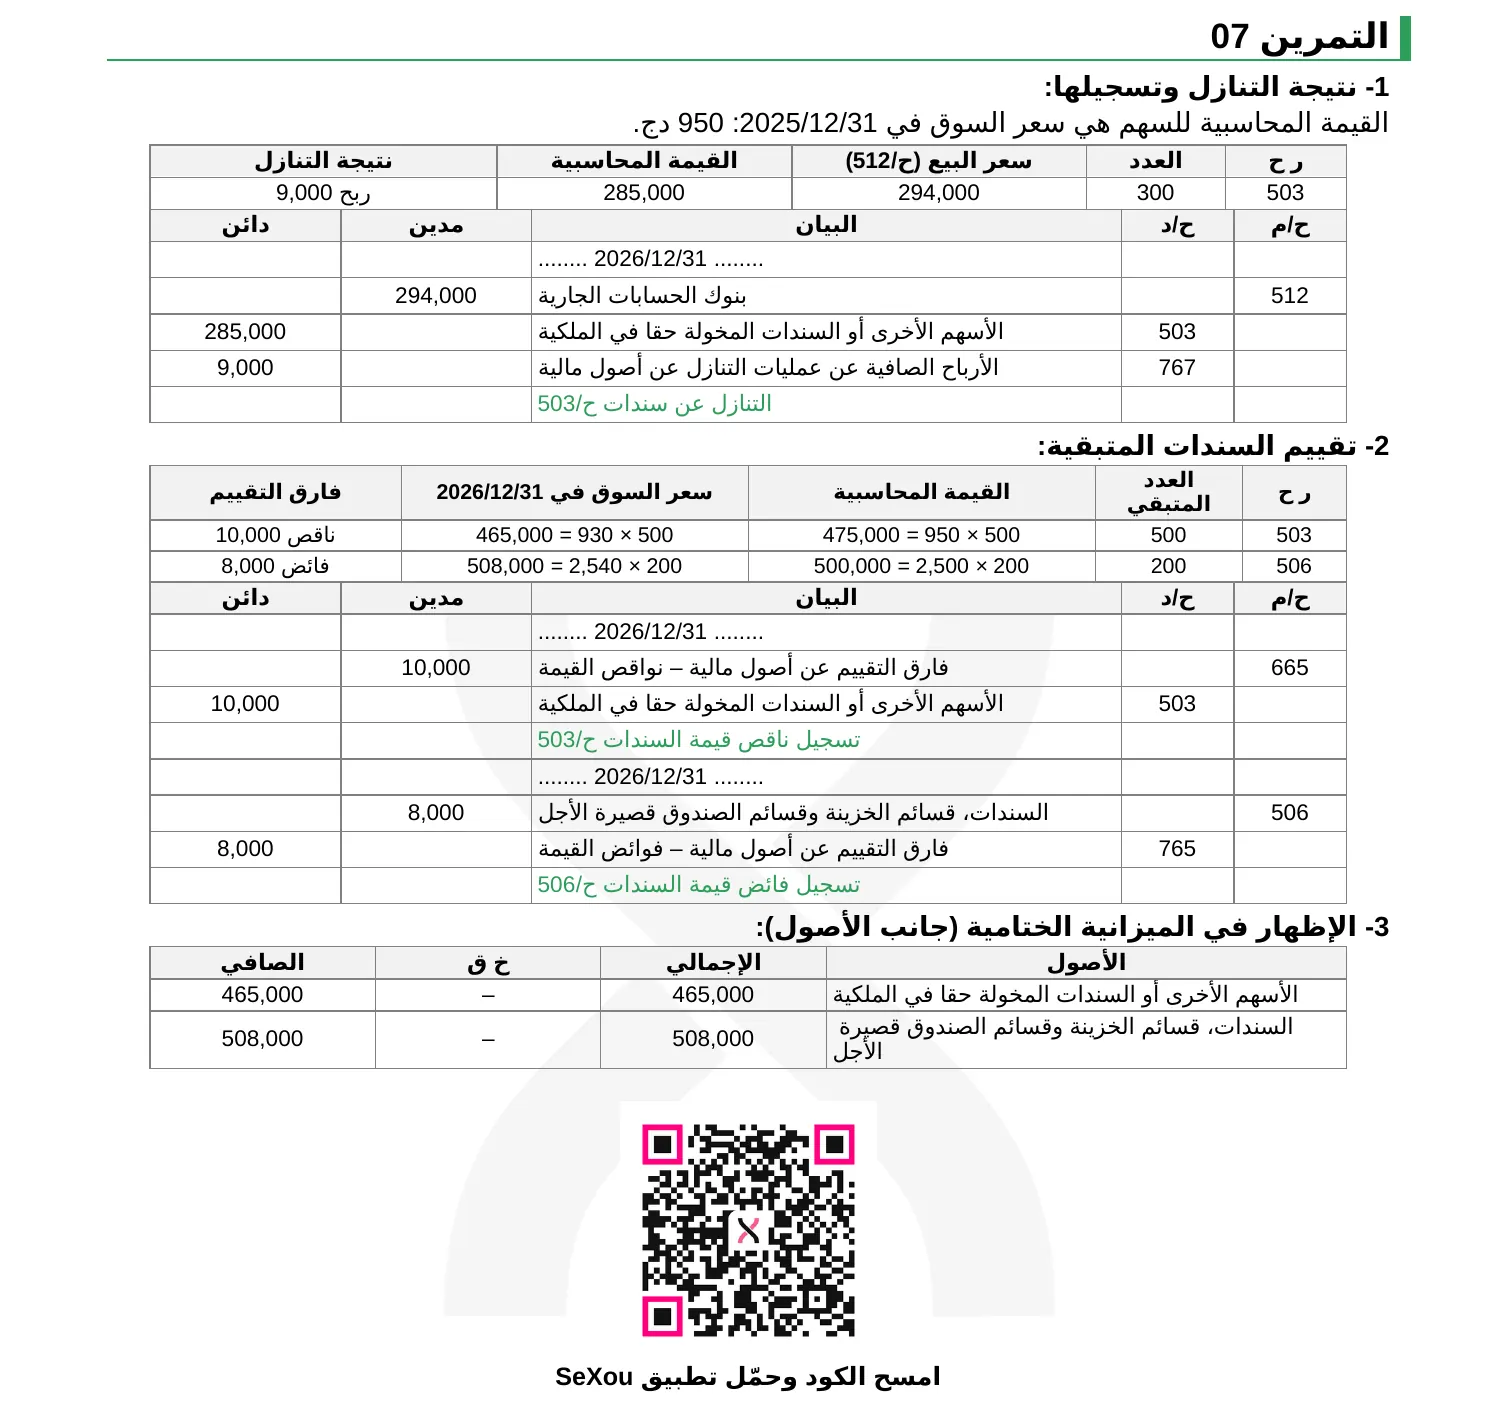 التمرين 07
1- نتيجة التنازل وتسجيلها:
القيمة المحاسبية للسهم هي سعر السوق في 2025/12/31: 950 دج.
ر ح العدد سعر البيع (ح/512) القيمة المحاسبية نتيجة التنازل
503 300 294,000 285,000 ربح 9,000
ح/م ح/د البيان مدين دائن
........ 2026/12/31 ........
512 بنوك الحسابات الجارية 294,000
503 الأسهم الأخرى أو السندات المخولة حقا في الملكية 285,000
767 الأرباح الصافية عن عمليات التنازل عن أصول مالية 9,000
التنازل عن سندات ح/503
2- تقييم السندات المتبقية:
ر ح العدد المتبقي القيمة المحاسبية سعر السوق في 2026/12/31 فارق التقييم
503 500 500 × 950 = 475,000 500 × 930 = 465,000 ناقص 10,000
506 200 200 × 2,500 = 500,000 200 × 2,540 = 508,000 فائض 8,000
ح/م ح/د البيان مدين دائن
........ 2026/12/31 ........
665 فارق التقييم عن أصول مالية – نواقص القيمة 10,000
503 الأسهم الأخرى أو السندات المخولة حقا في الملكية 10,000
تسجيل ناقص قيمة السندات ح/503
........ 2026/12/31 ........
506 السندات، قسائم الخزينة وقسائم الصندوق قصيرة الأجل 8,000
765 فارق التقييم عن أصول مالية – فوائض القيمة 8,000
تسجيل فائض قيمة السندات ح/506
3- الإظهار في الميزانية الختامية (جانب الأصول):
الأصول الإجمالي خ ق الصافي
الأسهم الأخرى أو السندات المخولة حقا في الملكية 465,000 – 465,000
السندات، قسائم الخزينة وقسائم الصندوق قصيرة
الأجل 508,000 – 508,000
امسح الكود وحمّل تطبيق SeXou